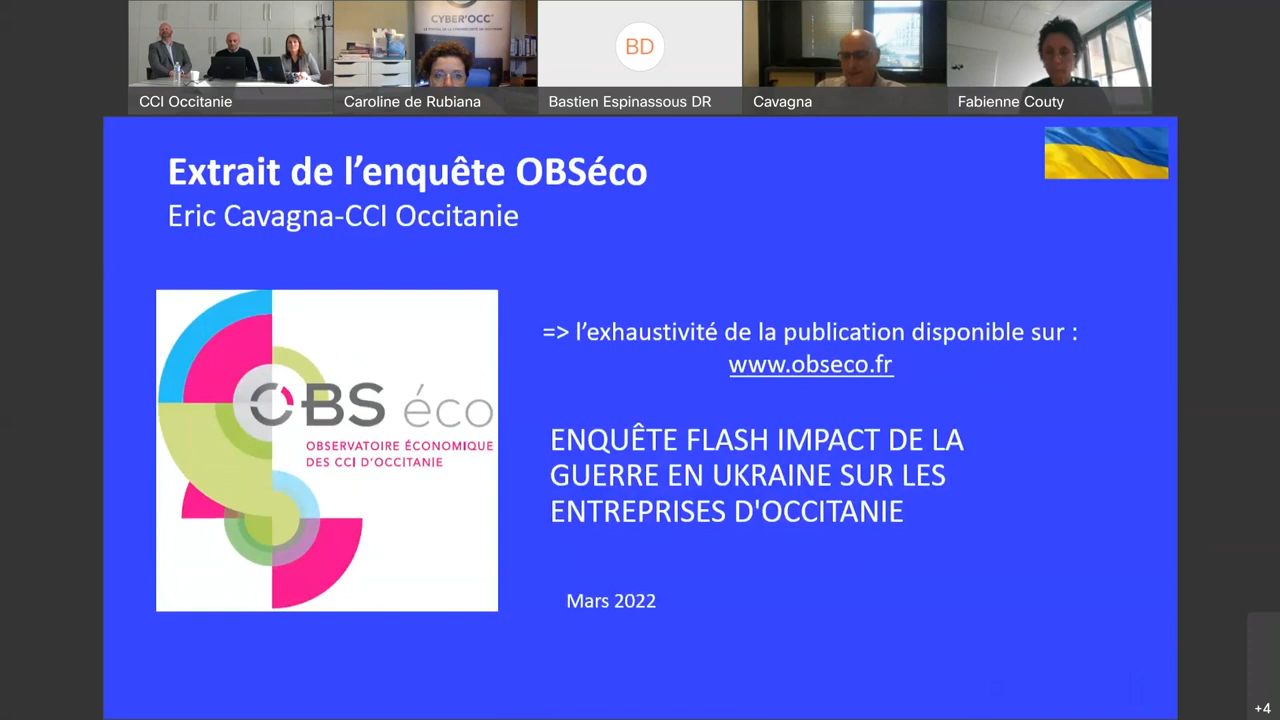 CYBER'OCC
BD
CCI Occitanie
Caroline de Rubiana
Bastien Espinassous DR
Cavagna
Fabienne Couty
Extrait de l'enquête OBSéco
Eric Cavagna-CCI Occitanie
OBS éco
OBSERVATOIRE ÉCONOMIQUE
DES CCI D'OCCITANIE
=> l'exhaustivité de la publication disponible sur :
www.obseco.fr
ENQUÊTE FLASH IMPACT DE LA
GUERRE EN UKRAINE SUR LES
ENTREPRISES D'OCCITANIE
Mars 2022
+4